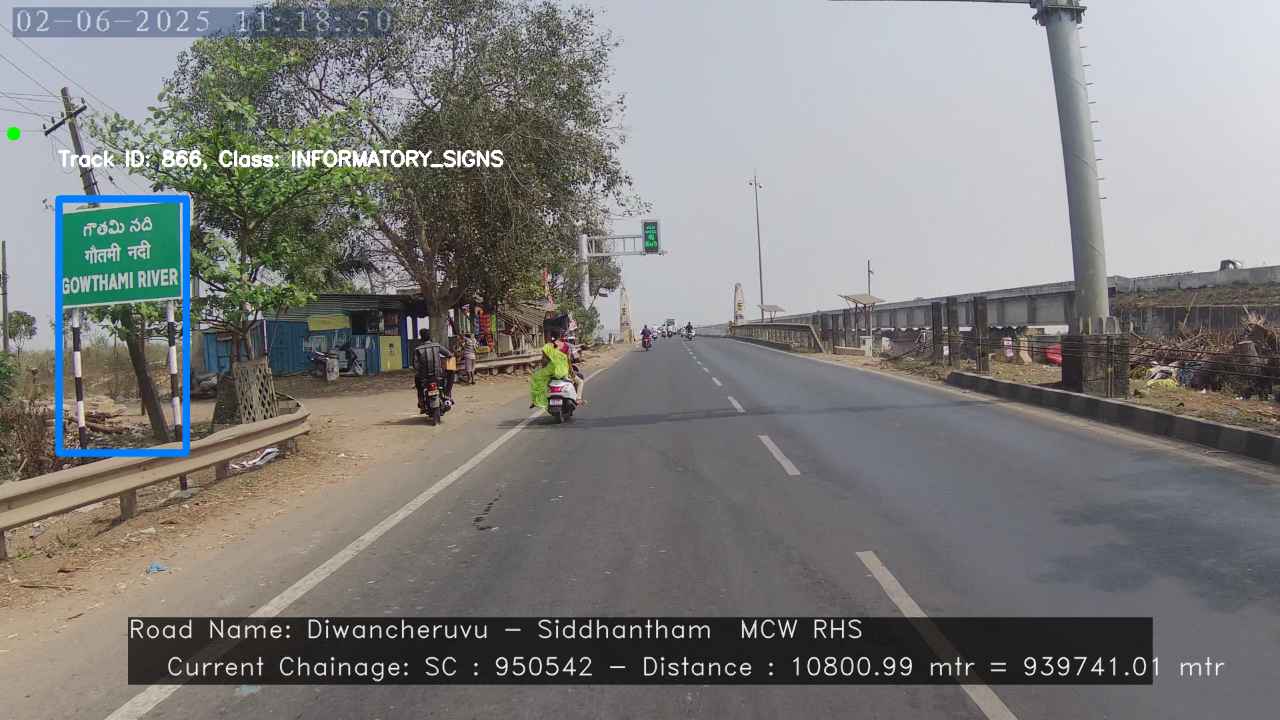 02-06-2025 11:18:50
Track ID: 866, Class: INFORMATORY_SIGNS
గౌతమి నది
गौतमी नदी
GOWTHAMI RIVER
Road Name: Diwancheruvu - Siddhantham MCW RHS
Current Chainage: SC : 950542 - Distance : 10800.99 mtr = 939741.01 mtr